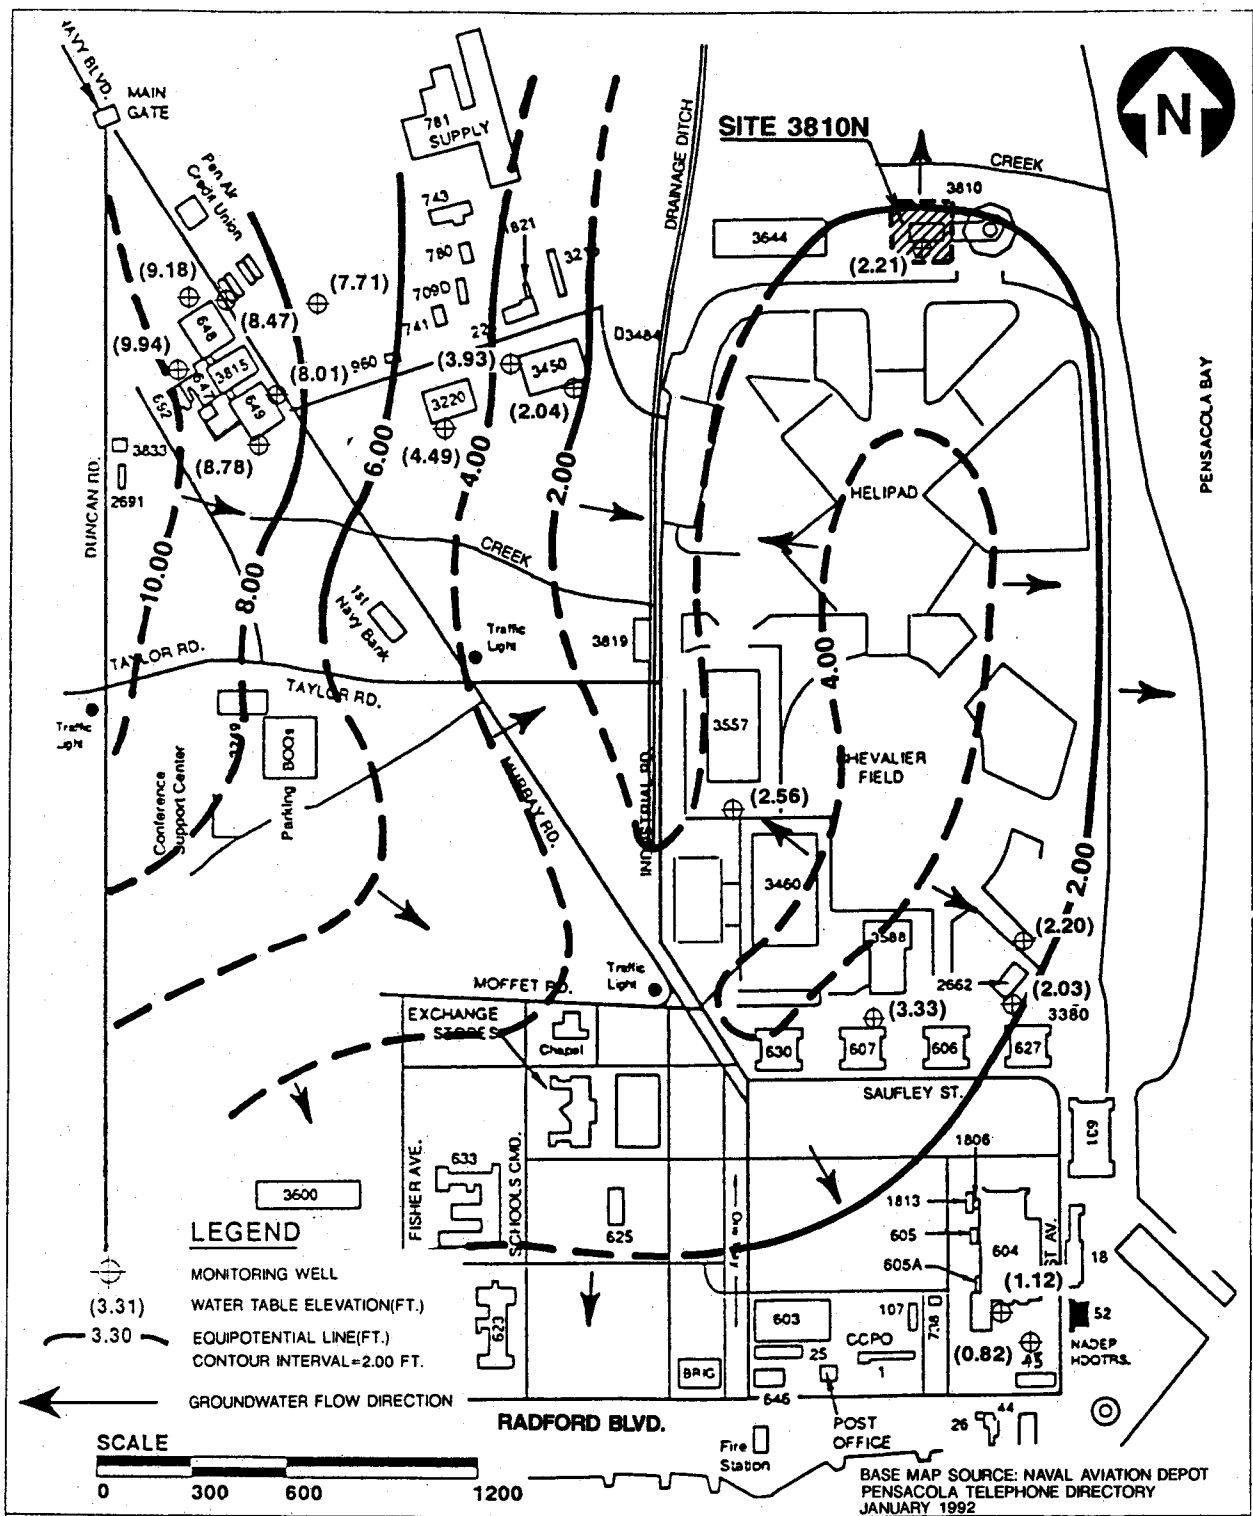 NAVY BLVD.
MAIN
GATE
N
SITE 3810N
CREEK
3810
781
SUPPLY
DRAINAGE DITCH
Pen Air
Credit Union
743
1821
3644
780
(9.18)
(7.71)
(2.21)
709D
741
(8.47)
648
(9.94)
3484
960
(3.93)
3450
3815
(8.01)
647
692
649
3220
(2.04)
PENSACOLA BAY
3833
(8.78)
6.00
(4.49)
4.00
2.00
DUNCAN RD.
2691
HELIPAD
10.00
8.00
CREEK
1st
Navy Bank
Traffic
Light
3819
TAYLOR RD.
TAYLOR RD.
4.00
Traffic
Light
3249
BOQs
Parking
Conference
Support Center
MURRAY RD.
INDUSTRIAL RD.
3557
CHEVALIER
FIELD
(2.56)
2.00
3460
3588
(2.20)
2662
(2.03)
3380
Traffic
Light
MOFFET RD.
EXCHANGE
STORES
Chapel
(3.33)
630
607
606
627
SAUFLEY ST.
631
1806
FISHER AVE.
633
SCHOOLS CMD.
3600
625
1813
605
604
605A
18
One Way
LEGEND
MONITORING WELL
(3.31)
WATER TABLE ELEVATION(FT.)
3.30
EQUIPOTENTIAL LINE(FT.)
CONTOUR INTERVAL=2.00 FT.
GROUNDWATER FLOW DIRECTION
(1.12)
623
603
107
738
52
NADEP
HDQTRS.
CCPO
1
25
(0.82)
45
BRIG
646
RADFORD BLVD.
POST
OFFICE
26
44
Fire
Station
SCALE
0 300 600 1200
BASE MAP SOURCE: NAVAL AVIATION DEPOT
PENSACOLA TELEPHONE DIRECTORY
JANUARY 1992